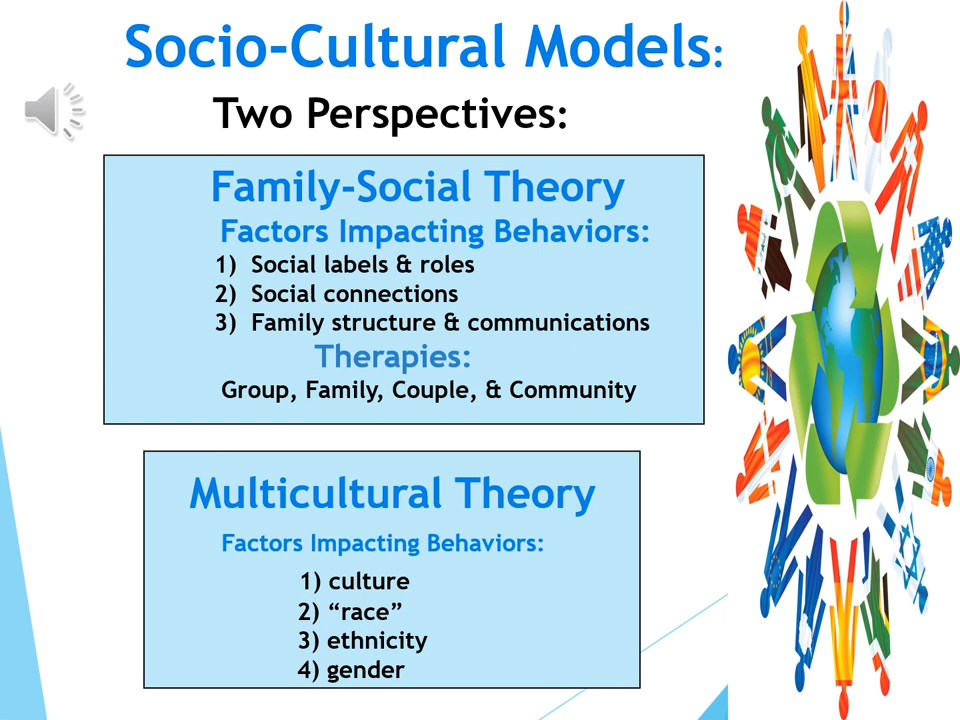 Socio-Cultural Models:
Two Perspectives:
Family-Social Theory
Factors Impacting Behaviors:
1) Social labels & roles
2) Social connections
3) Family structure & communications
Therapies:
Group, Family, Couple, & Community
Multicultural Theory
Factors Impacting Behaviors:
1) culture
2) “race”
3) ethnicity
4) gender